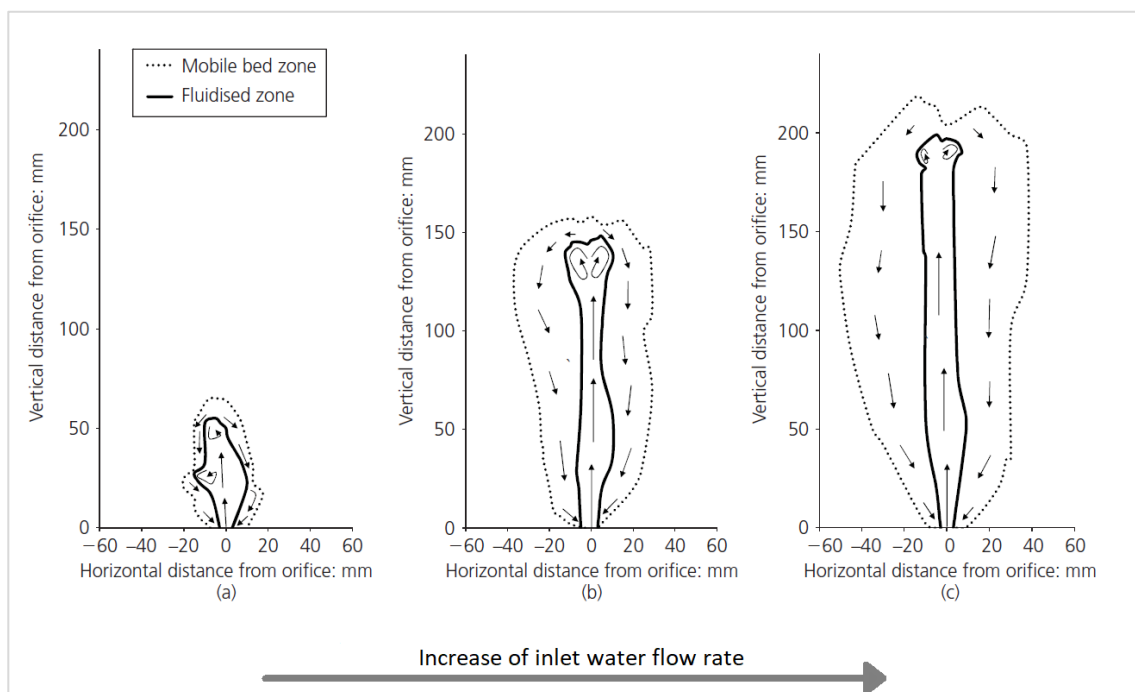 Mobile bed zone
Fluidised zone
Vertical distance from orifice: mm
200
150
100
50
0
−60 −40 −20 0 20 40 60
Horizontal distance from orifice: mm
(a)
Vertical distance from orifice: mm
200
150
100
50
0
−60 −40 −20 0 20 40 60
Horizontal distance from orifice: mm
(b)
Vertical distance from orifice: mm
200
150
100
50
0
−60 −40 −20 0 20 40 60
Horizontal distance from orifice: mm
(c)
Increase of inlet water flow rate